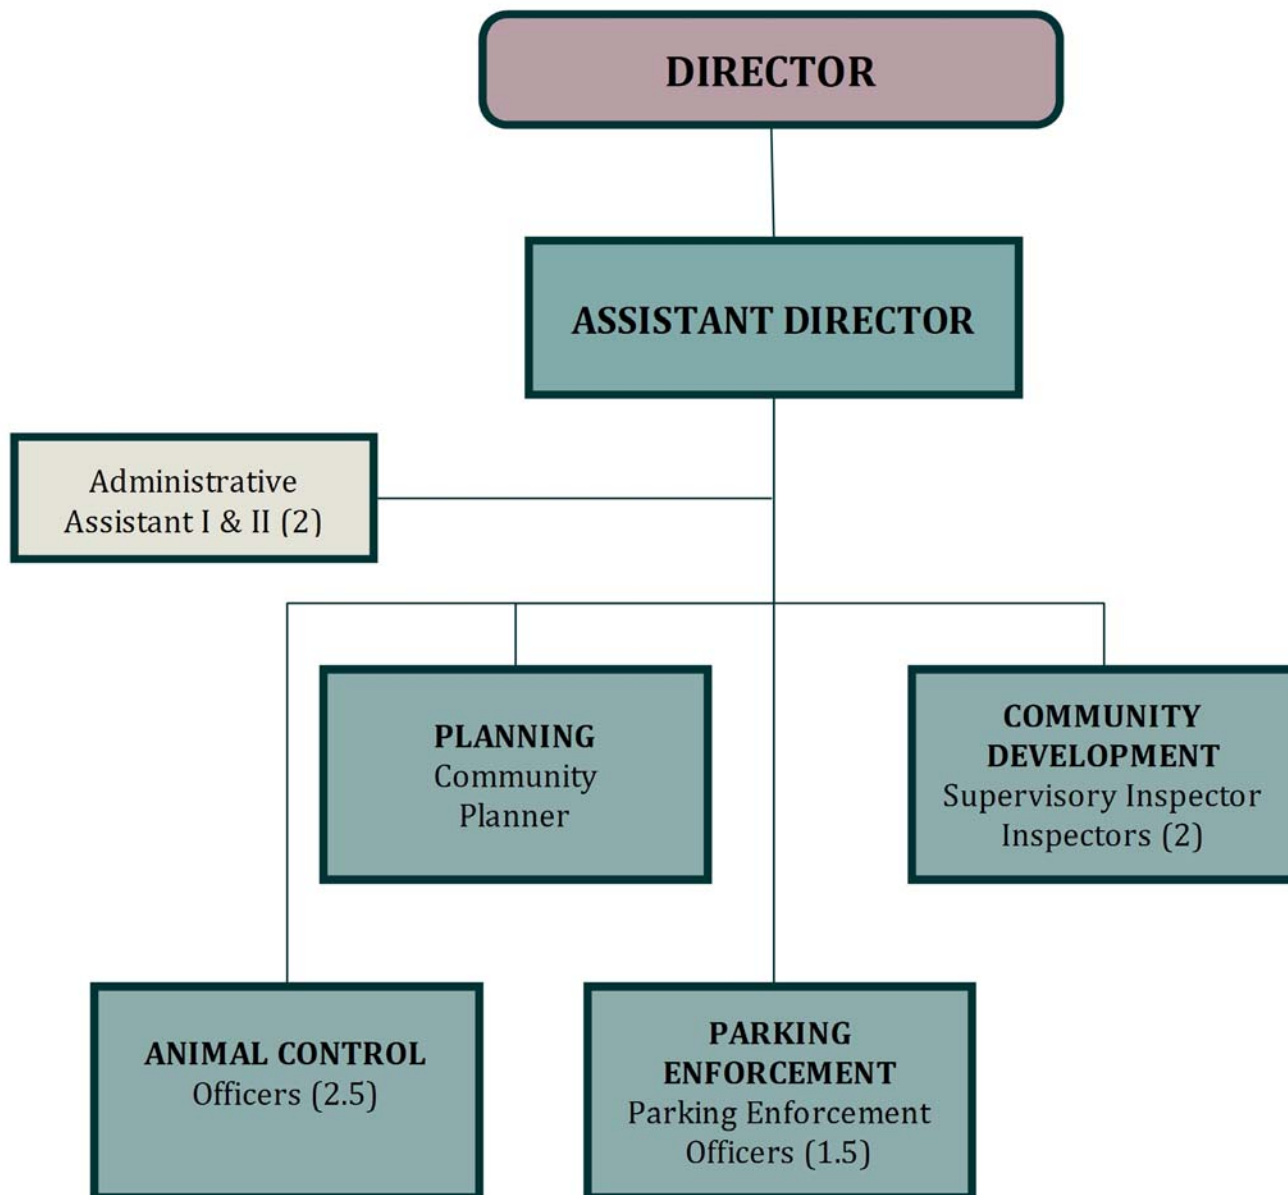 DIRECTOR
ASSISTANT DIRECTOR
Administrative
Assistant I & II (2)
PLANNING
Community
Planner
COMMUNITY
DEVELOPMENT
Supervisory Inspector
Inspectors (2)
ANIMAL CONTROL
Officers (2.5)
PARKING
ENFORCEMENT
Parking Enforcement
Officers (1.5)